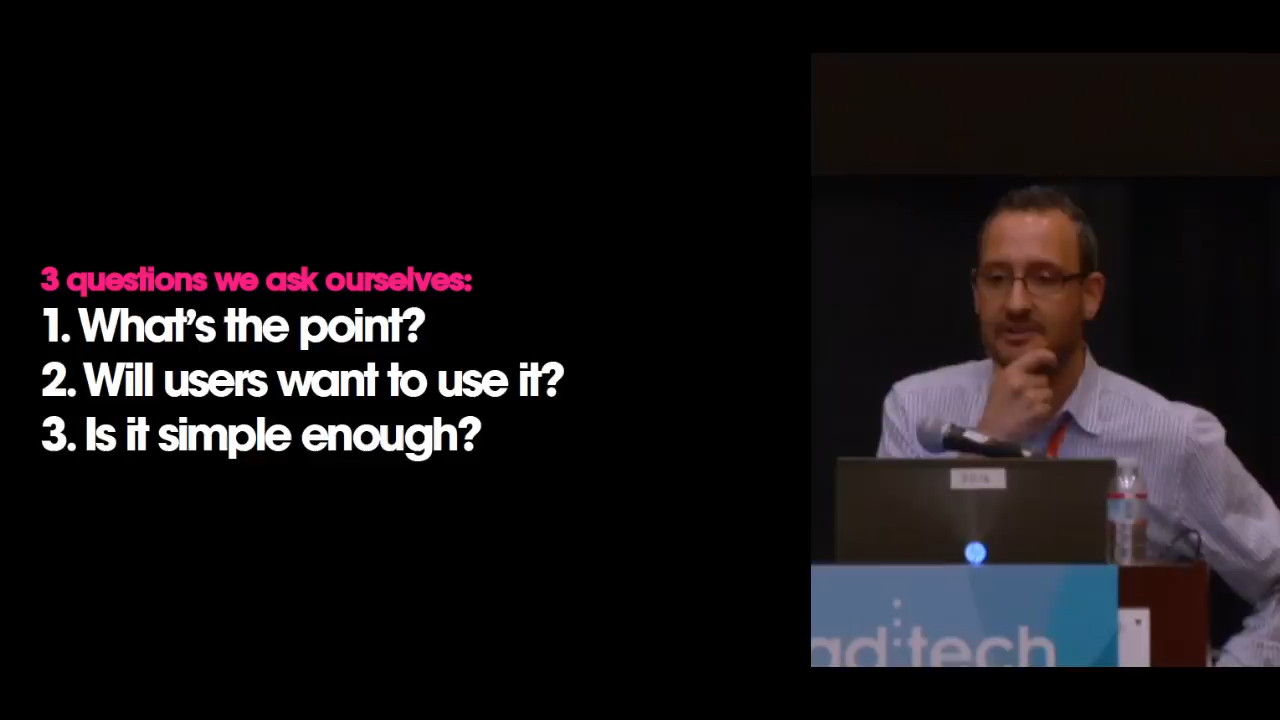 3 questions we ask ourselves:
1. What's the point?
2. Will users want to use it?
3. Is it simple enough?
ad:tech